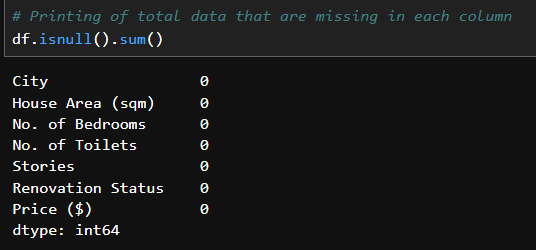 # Printing of total data that are missing in each column
df.isnull().sum()
City 0
House Area (sqm) 0
No. of Bedrooms 0
No. of Toilets 0
Stories 0
Renovation Status 0
Price ($) 0
dtype: int64